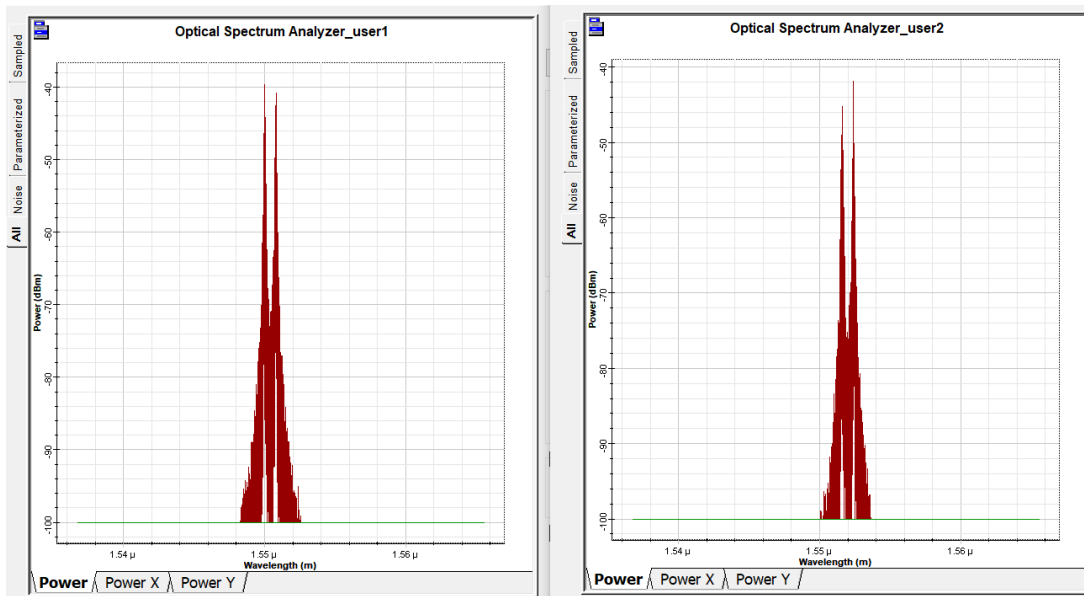 Optical Spectrum Analyzer_user1
Sampled
Parameterized
Noise
All
Power (dBm)
-40
-50
-60
-70
-80
-90
-100
1.54 µ
1.55 µ
1.56 µ
Wavelength (m)
Power
Power X
Power Y
Optical Spectrum Analyzer_user2
Sampled
Parameterized
Noise
All
Power (dBm)
-40
-50
-60
-70
-80
-90
-100
1.54 µ
1.55 µ
1.56 µ
Wavelength (m)
Power
Power X
Power Y